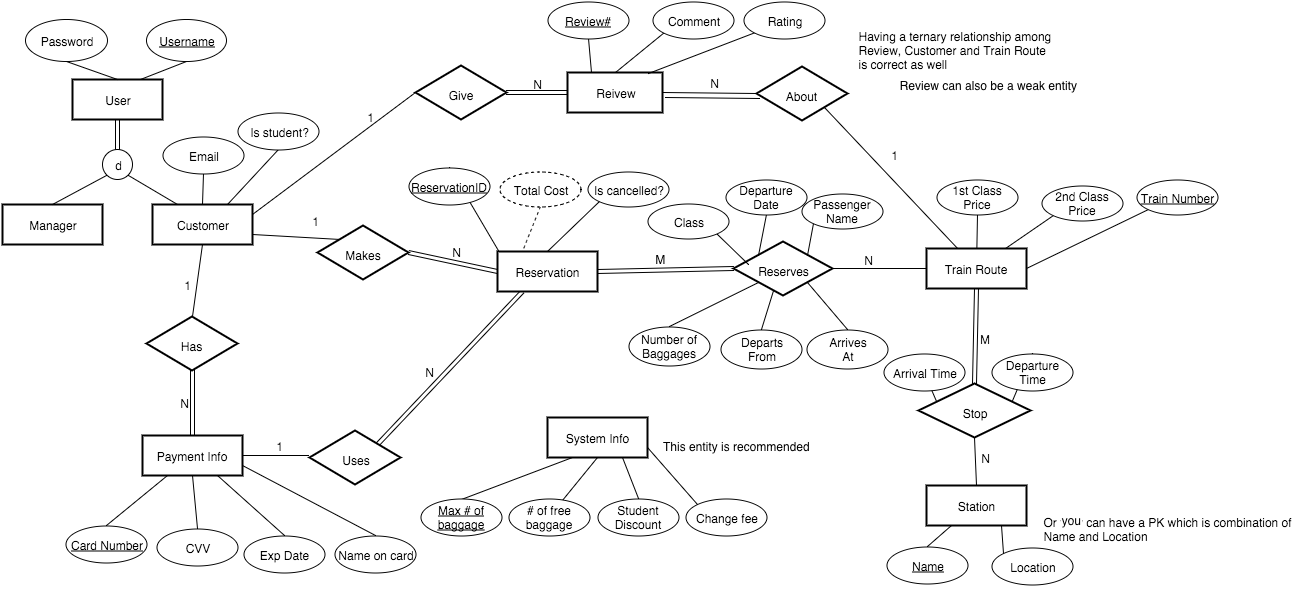 Review#
Comment
Rating
Password
Username
Having a ternary relationship among
Review, Customer and Train Route
is correct as well
Review can also be a weak entity
User
Give
N
Reivew
N
About
1
Is student?
Email
d
1
ReservationID
Total Cost
Is cancelled?
Departure
Date
Passenger
Name
Class
1st Class
Price
2nd Class
Price
Train Number
Manager
Customer
1
Makes
N
Reservation
M
Reserves
N
Train Route
1
Has
N
Number of
Baggages
Departs
From
Arrives
At
M
Arrival Time
Departure
Time
Stop
N
N
Payment Info
1
Uses
System Info
This entity is recommended
Max # of
baggage
# of free
baggage
Student
Discount
Change fee
Station
Or you can have a PK which is combination of
Name and Location
Card Number
CVV
Exp Date
Name on card
Name
Location